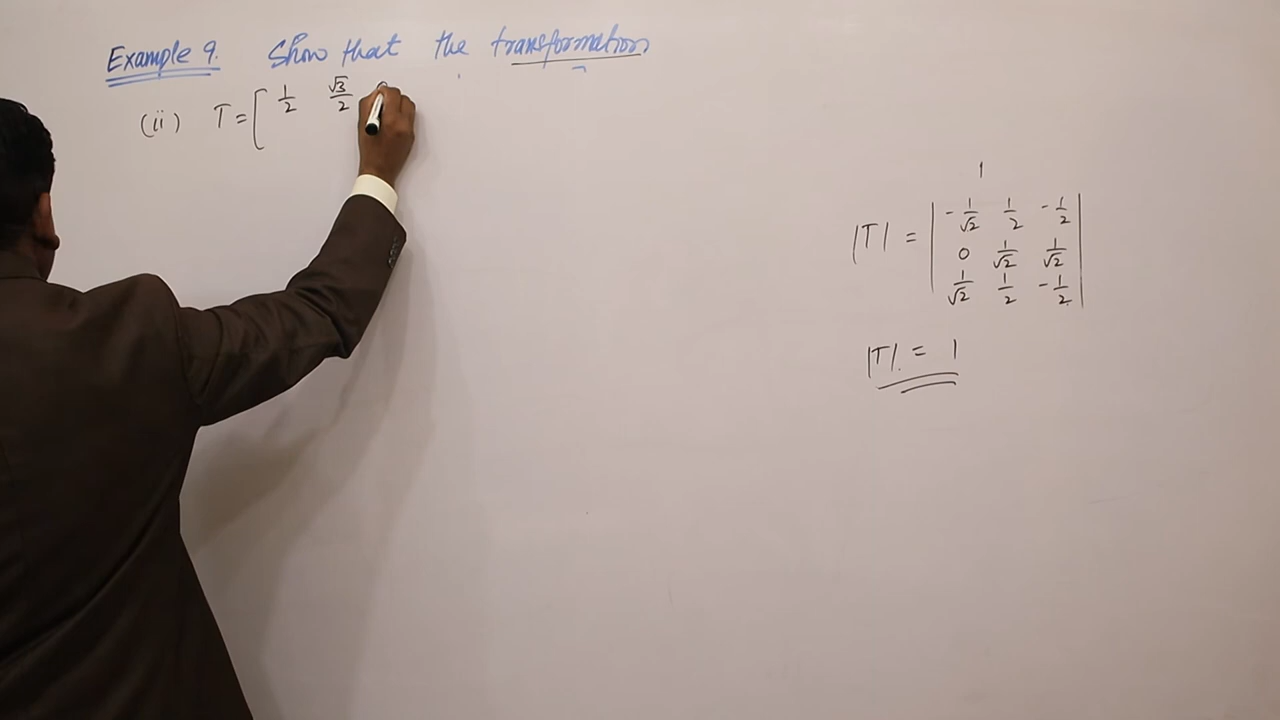 Example 9. Show that the transformation
(ii) T = [ 1/2 √3/2
1
|T| = | -1/√2 1/2 -1/2 |
| 0 1/√2 1/√2 |
| 1/√2 1/2 -1/2 |
|T|. = 1